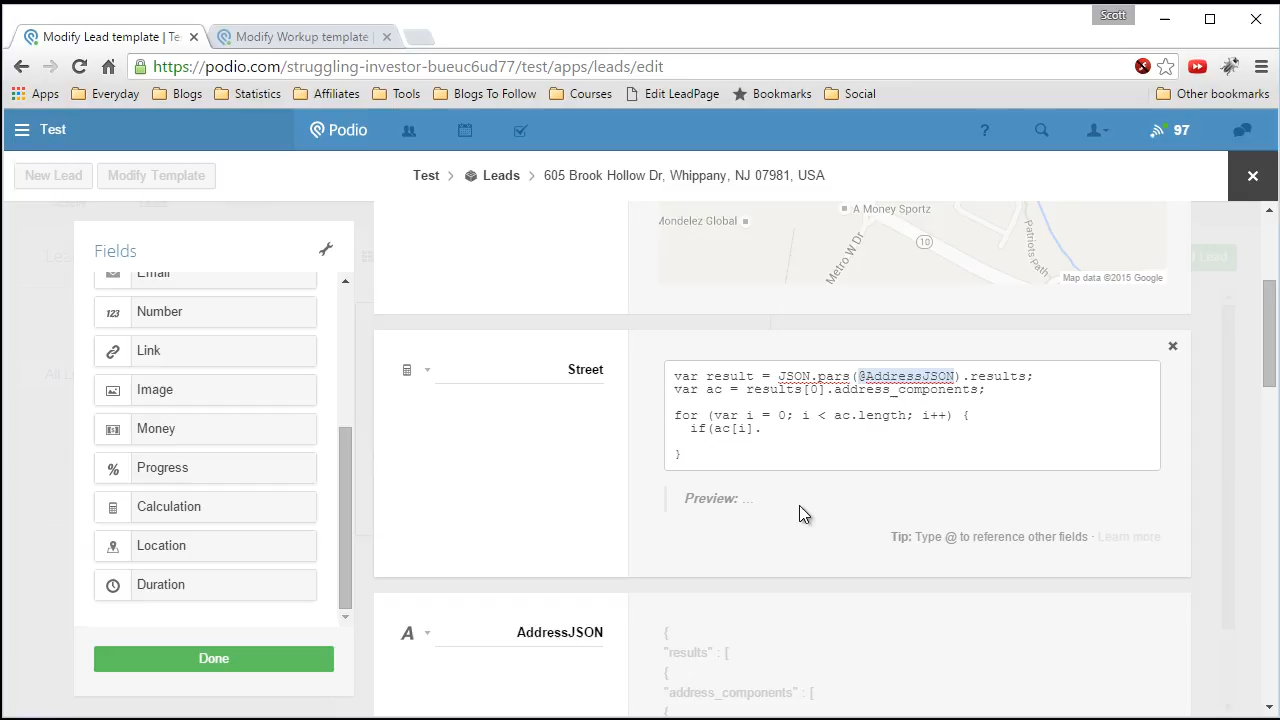 Scott
Modify Lead template | Te
Modify Workup template |
https://podio.com/struggling-investor-bueuc6ud77/test/apps/leads/edit
Apps Everyday Blogs Statistics Affiliates Tools Blogs To Follow Courses Edit LeadPage Bookmarks Social Other bookmarks
Test Podio ? 97
New Lead Modify Template Test > Leads > 605 Brook Hollow Dr, Whippany, NJ 07981, USA
Mondelez Global
A Money Sportz
10
Metro W Dr
Patriots Path
Map data ©2015 Google
Fields
Email
123 Number
Link
Image
Money
% Progress
Calculation
Location
Duration
Done
Street
var result = JSON.pars(@AddressJSON).results;
var ac = results[0].address_components;
for (var i = 0; i < ac.length; i++) {
if(ac[i].
}
Preview: ...
Tip: Type @ to reference other fields · Learn more
A AddressJSON
{
"results" : [
{
"address_components" : [
{